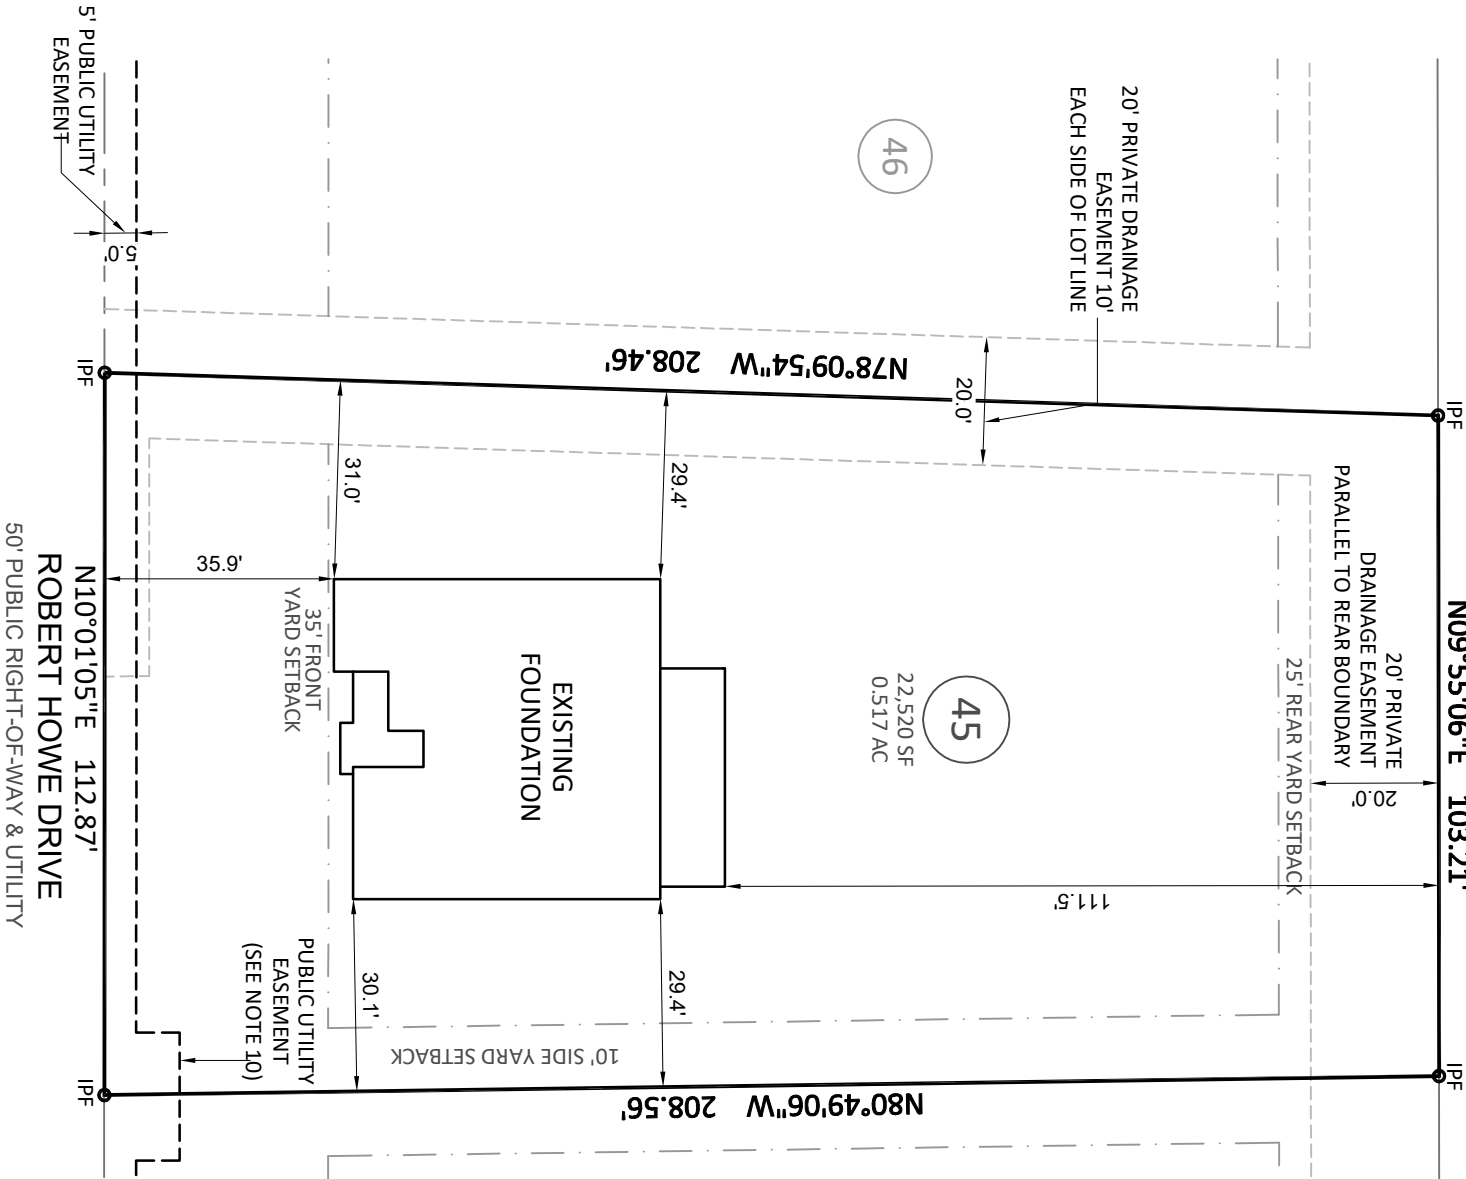 5' PUBLIC UTILITY
EASEMENT
5.0'
46
20' PRIVATE DRAINAGE
EASEMENT 10'
EACH SIDE OF LOT LINE
N78°09'54"W 208.46'
20.0'
IPF
IPF
N09°55'06"E 103.21'
20' PRIVATE
DRAINAGE EASEMENT
PARALLEL TO REAR BOUNDARY
20.0'
25' REAR YARD SETBACK
31.0'
29.4'
35.9'
35' FRONT
YARD SETBACK
EXISTING
FOUNDATION
45
22,520 SF
0.517 AC
111.5'
30.1'
29.4'
PUBLIC UTILITY
EASEMENT
(SEE NOTE 10)
10' SIDE YARD SETBACK
N80°49'06"W 208.56'
IPF
IPF
N10°01'05"E 112.87'
ROBERT HOWE DRIVE
50' PUBLIC RIGHT-OF-WAY & UTILITY